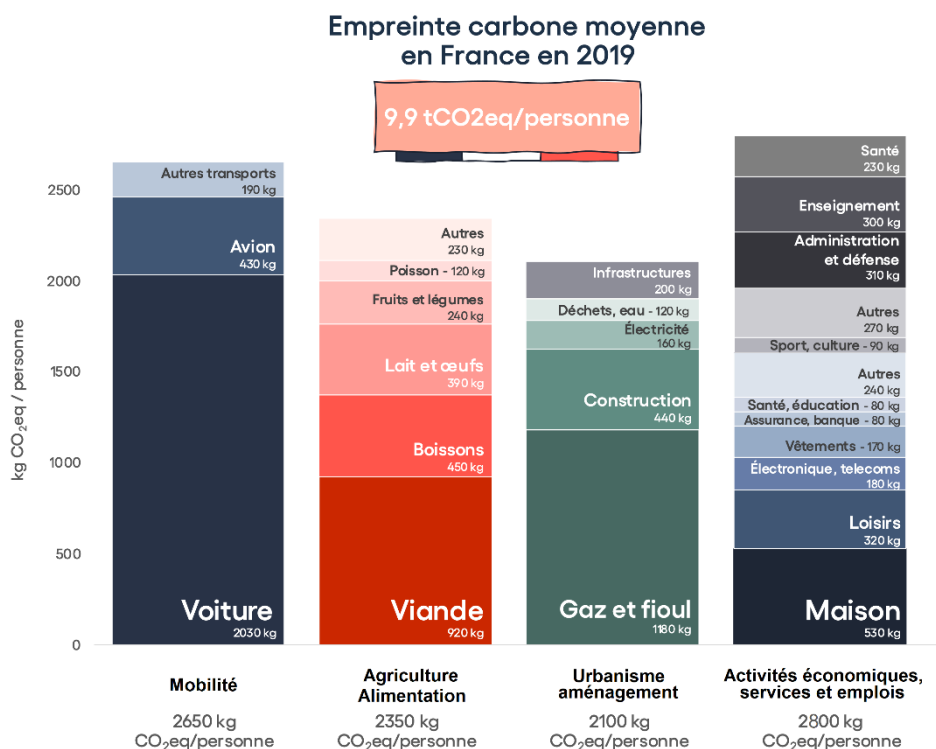 Empreinte carbone moyenne
en France en 2019
9,9 tCO2eq/personne
kg CO₂eq / personne
2500
2000
1500
1000
500
0
Autres transports
190 kg
Avion
430 kg
Voiture
2030 kg
Autres
230 kg
Poisson - 120 kg
Fruits et légumes
240 kg
Lait et œufs
390 kg
Boissons
450 kg
Viande
920 kg
Infrastructures
200 kg
Déchets, eau - 120 kg
Électricité
160 kg
Construction
440 kg
Gaz et fioul
1180 kg
Santé
230 kg
Enseignement
300 kg
Administration
et défense
310 kg
Autres
270 kg
Sport, culture - 90 kg
Autres
240 kg
Santé, éducation - 80 kg
Assurance, banque - 80 kg
Vêtements - 170 kg
Électronique, telecoms
180 kg
Loisirs
320 kg
Maison
530 kg
Mobilité
2650 kg
CO₂eq/personne
Agriculture
Alimentation
2350 kg
CO₂eq/personne
Urbanisme
aménagement
2100 kg
CO₂eq/personne
Activités économiques,
services et emplois
2800 kg
CO₂eq/personne